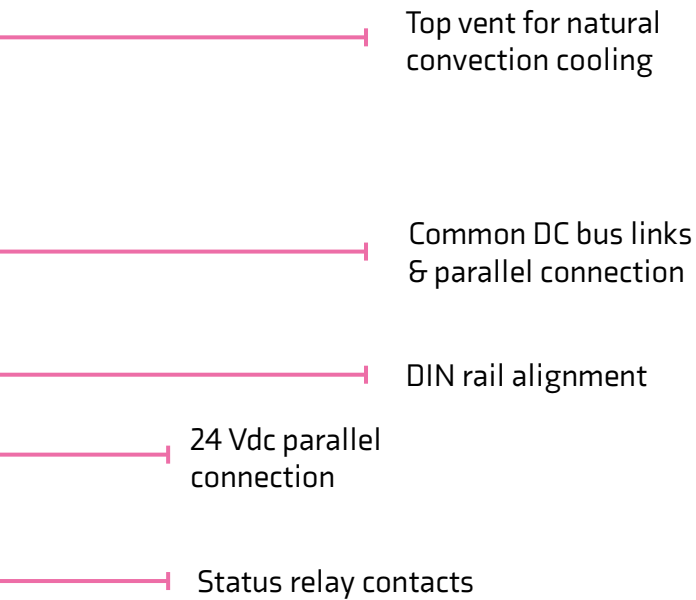 Top vent for natural
convection cooling
Common DC bus links
& parallel connection
DIN rail alignment
24 Vdc parallel
connection
Status relay contacts